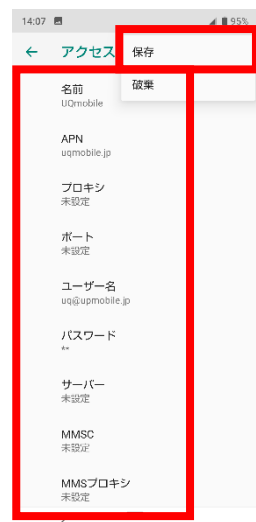 14:07 95%
← アクセス
保存
破棄
名前
UQmobile
APN
uqmobile.jp
プロキシ
未設定
ポート
未設定
ユーザー名
uq@upmobile.jp
パスワード
**
サーバー
未設定
MMSC
未設定
MMSプロキシ
未設定